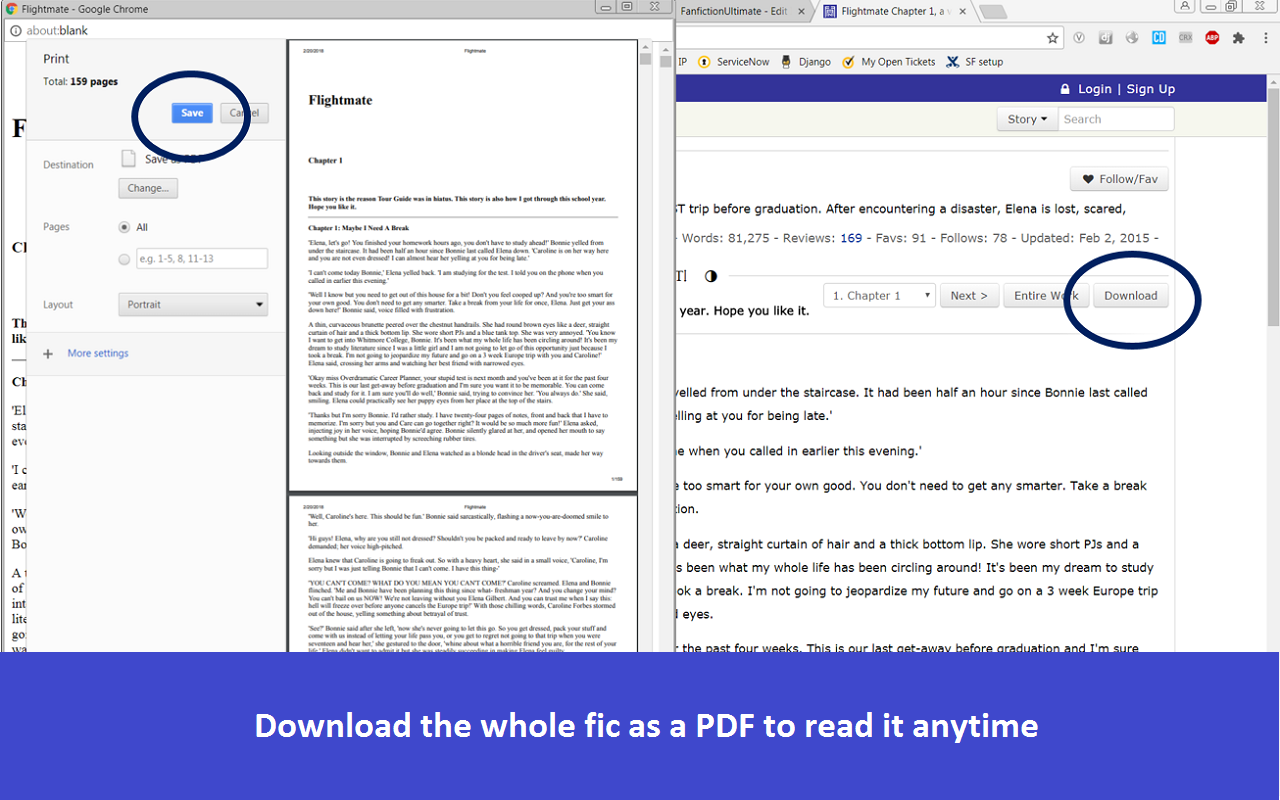 Flightmate - Google Chrome
about:blank
Print
Total: 159 pages
Save
Cancel
Destination
Save as PDF
Change...
Pages
All
e.g. 1-5, 8, 11-13
Layout
Portrait
More settings
2/20/2018
Flightmate
Flightmate
Chapter 1
This story is the reason Tour Guide was in hiatus. This story is also how I got through this school year.
Hope you like it.
Chapter 1: Maybe I Need A Break
'Elena, let's go! You finished your homework hours ago, you don't have to study ahead!' Bonnie yelled from
under the staircase. It had been half an hour since Bonnie last called Elena down. 'Caroline is on her way here
and you are not even dressed! I can almost hear her yelling at you for being late.'
'I can't come today Bonnie,' Elena yelled back. 'I am studying for the test. I told you on the phone when you
called in earlier this evening.'
'Well I know but you need to get out of this house for a bit! Don't you feel cooped up? And you're too smart for
your own good. You don't need to get any smarter. Take a break from your life for once, Elena. Just get your ass
down here!' Bonnie said, voice filled with frustration.
A thin, curvaceous brunette peered over the chestnut handrails. She had round brown eyes like a deer, straight
curtain of hair and a thick bottom lip. She wore short PJs and a blue tank top. She was very annoyed. 'You know
I want to get into Whitmore College, Bonnie. It's been what my whole life has been circling around! It's been my
dream to study literature since I was a little girl and I am not going to let go of this opportunity just because I
took a break. I'm not going to jeopardize my future and go on a 3 week Europe trip with you and Caroline!'
Elena said, crossing her arms and watching her best friend with narrowed eyes.
'Okay miss Overdramatic Career Planner, your stupid test is next month and you've been at it for the past four
weeks. This is our last get-away before graduation and I'm sure you want it to be memorable. You can come
back and study for it. I am sure you'll do well,' Bonnie said, trying to convince her. 'You always do.' She said,
smiling. Elena could practically see her puppy eyes from her place at the top of the stairs.
'Thanks but I'm sorry Bonnie. I'd rather study. I have twenty-four pages of notes, front and back that I have to
memorize. I'm sorry but you and Care can go together right? It would be so much more fun!' Elena asked,
injecting joy in her voice, hoping Bonnie'd agree. Bonnie silently glared at her, and opened her mouth to say
something but she was interrupted by screeching rubber tires.
Looking outside the window, Bonnie and Elena watched as a blonde head in the driver's seat, made her way
towards them.
1/159
2/20/2018
Flightmate
'Well, Caroline's here. This should be fun.' Bonnie said sarcastically, flashing a now-you-are-doomed smile to
her.
'Hi guys! Elena, why are you still not dressed? Shouldn't you be packed and ready to leave by now?' Caroline
demanded; her voice high-pitched.
Elena knew that Caroline is going to freak out. So with a heavy heart, she said in a small voice, 'Caroline, I'm
sorry but I was just telling Bonnie that I can't come. I have this thing-'
'YOU CAN'T COME? WHAT DO YOU MEAN YOU CAN'T COME?' Caroline screamed. Elena and Bonnie
flinched. 'Me and Bonnie have been planning this thing since what- freshman year? And you change your mind?
You can't bail on us NOW! We're not leaving without you Elena Gilbert. And you can trust me when I say this:
hell will freeze over before anyone cancels the Europe trip!' With those chilling words, Caroline Forbes stormed
out of the house, yelling something about betrayal of trust.
'See?' Bonnie said after she left, 'now she's never going to let this go. So you get dressed, pack your stuff and
come with us instead of letting your life pass you, or you get to regret not going to that trip when you were
seventeen and hear her,' she gestured to the door, 'whine about what a horrible friend you are, for the rest of your
FanfictionUltimate - Edit
Flightmate Chapter 1, a
IP
ServiceNow
Django
My Open Tickets
SF setup
Login | Sign Up
Story
Search
Follow/Fav
trip before graduation. After encountering a disaster, Elena is lost, scared,
- Words: 81,275 - Reviews: 169 - Favs: 91 - Follows: 78 - Updated: Feb 2, 2015 -
1. Chapter 1
Next >
Entire Work
Download
year. Hope you like it.
yelled from under the staircase. It had been half an hour since Bonnie last called
elling at you for being late.'
ne when you called in earlier this evening.'
e too smart for your own good. You don't need to get any smarter. Take a break
tion.
a deer, straight curtain of hair and a thick bottom lip. She wore short PJs and a
s been what my whole life has been circling around! It's been my dream to study
ook a break. I'm not going to jeopardize my future and go on a 3 week Europe trip
d eyes.
the past four weeks. This is our last get-away before graduation and I'm sure
Download the whole fic as a PDF to read it anytime